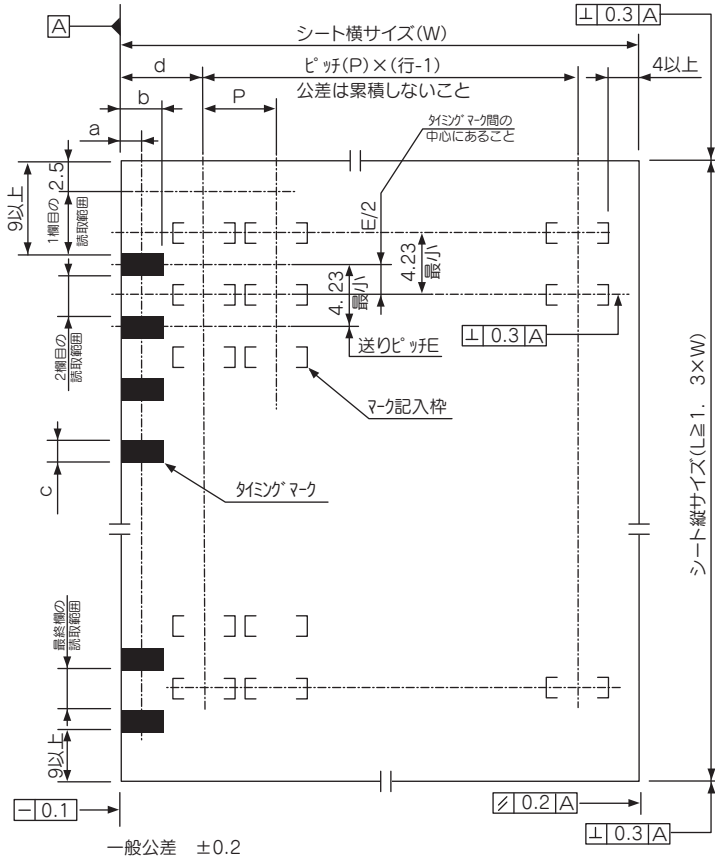 ⊥ 0.3 A
A
シート横サイズ(W)
d
ピッチ(P)×(行-1)
4以上
公差は累積しないこと
b
P
a
タイミングマーク間の
中心にあること
2.5
9以上
1欄目の
読取範囲
E/2
4.23
最小
4.23
最小
2欄目の
読取範囲
送りピッチE
⊥ 0.3 A
マーク記入枠
c
タイミングマーク
シート縦サイズ(L≧1.3×W)
最終欄の
読取範囲
9以上
− 0.1
⫽ 0.2 A
⊥ 0.3 A
一般公差 ±0.2